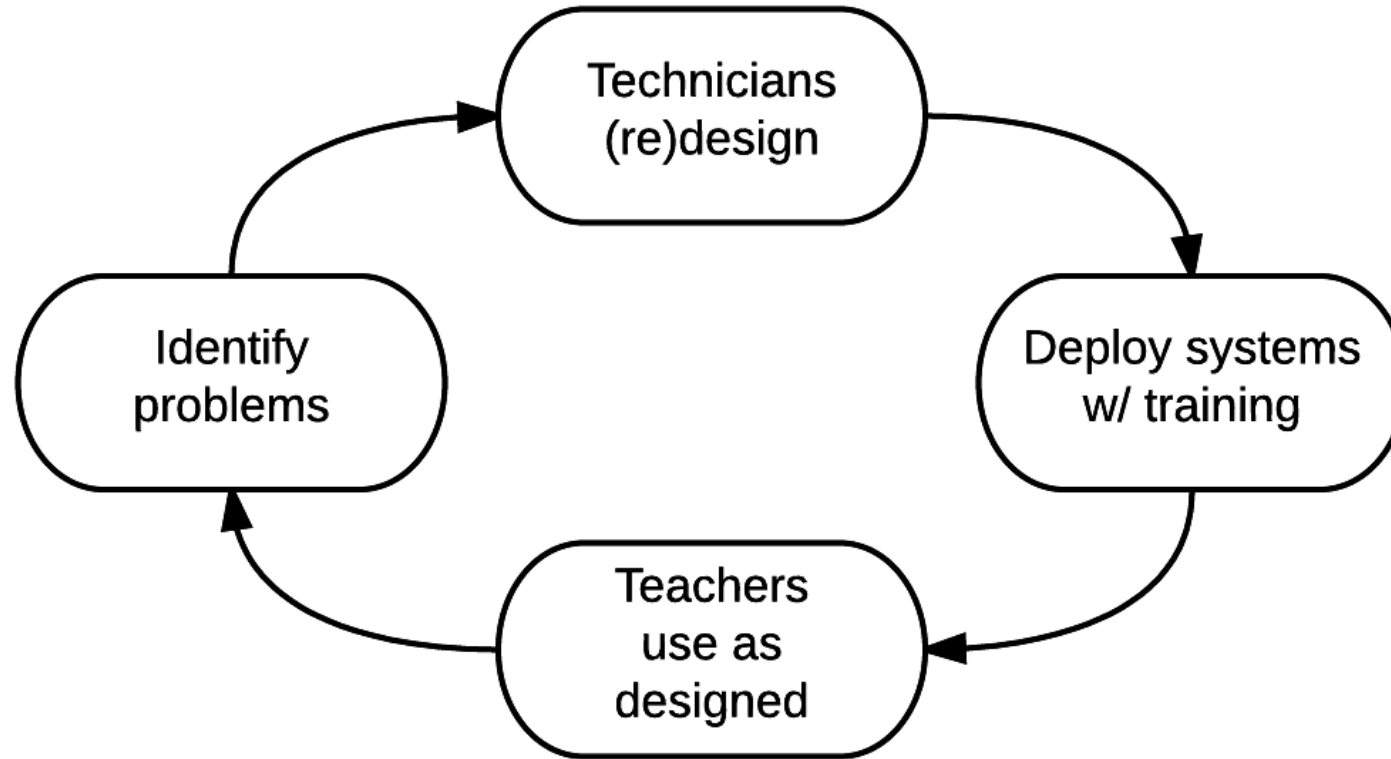 Technicians
(re)design
Identify
problems
Deploy systems
w/ training
Teachers
use as
designed